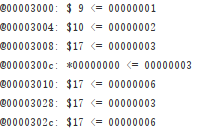 @00003000: $ 9 <= 00000001
@00003004: $10 <= 00000002
@00003008: $17 <= 00000003
@0000300c: *00000000 <= 00000003
@00003010: $17 <= 00000006
@00003028: $17 <= 00000003
@0000302c: $17 <= 00000006